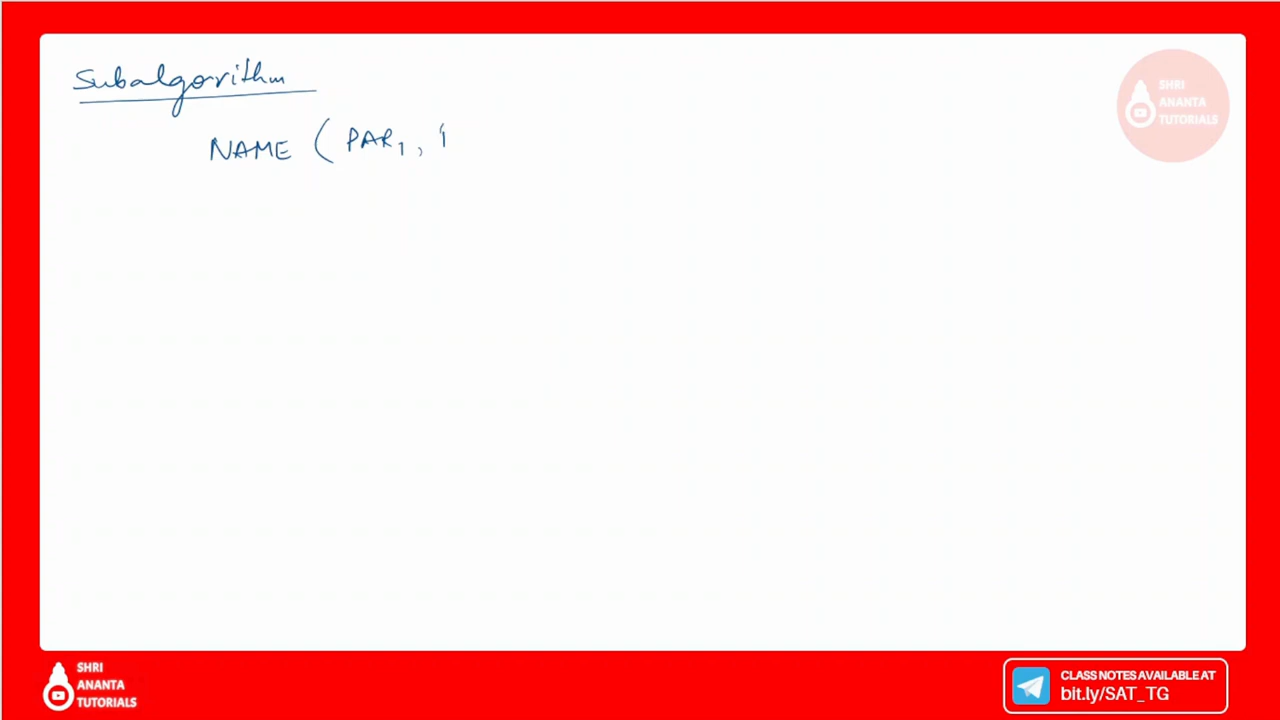 Subalgorithm
NAME ( PAR1 ,
SHRI
ANANTA
TUTORIALS
SHRI
ANANTA
TUTORIALS
CLASS NOTES AVAILABLE AT
bit.ly/SAT_TG